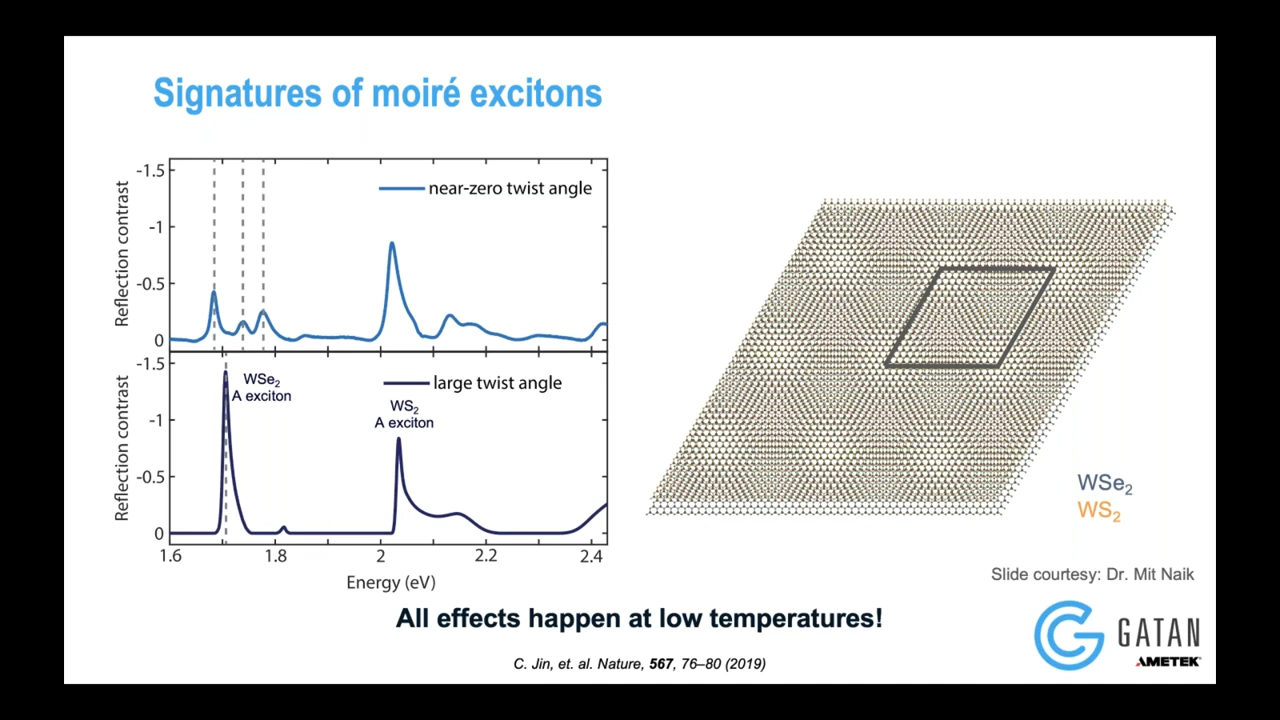 Signatures of moiré excitons
-1.5
-1
-0.5
0
Reflection contrast
near-zero twist angle
-1.5
-1
-0.5
0
Reflection contrast
WSe₂
A exciton
large twist angle
WS₂
A exciton
1.6
1.8
2
2.2
2.4
Energy (eV)
WSe₂
WS₂
Slide courtesy: Dr. Mit Naik
All effects happen at low temperatures!
C. Jin, et. al. Nature, 567, 76–80 (2019)
GATAN
AMETEK®